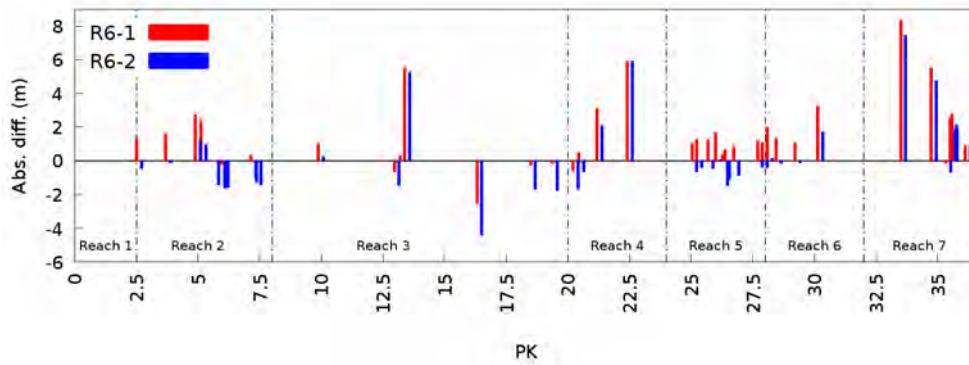 R6-1
R6-2
Abs. diff. (m)
8
6
4
2
0
-2
-4
-6
Reach 1
Reach 2
Reach 3
Reach 4
Reach 5
Reach 6
Reach 7
0
2.5
5
7.5
10
12.5
15
17.5
20
22.5
25
27.5
30
32.5
35
PK